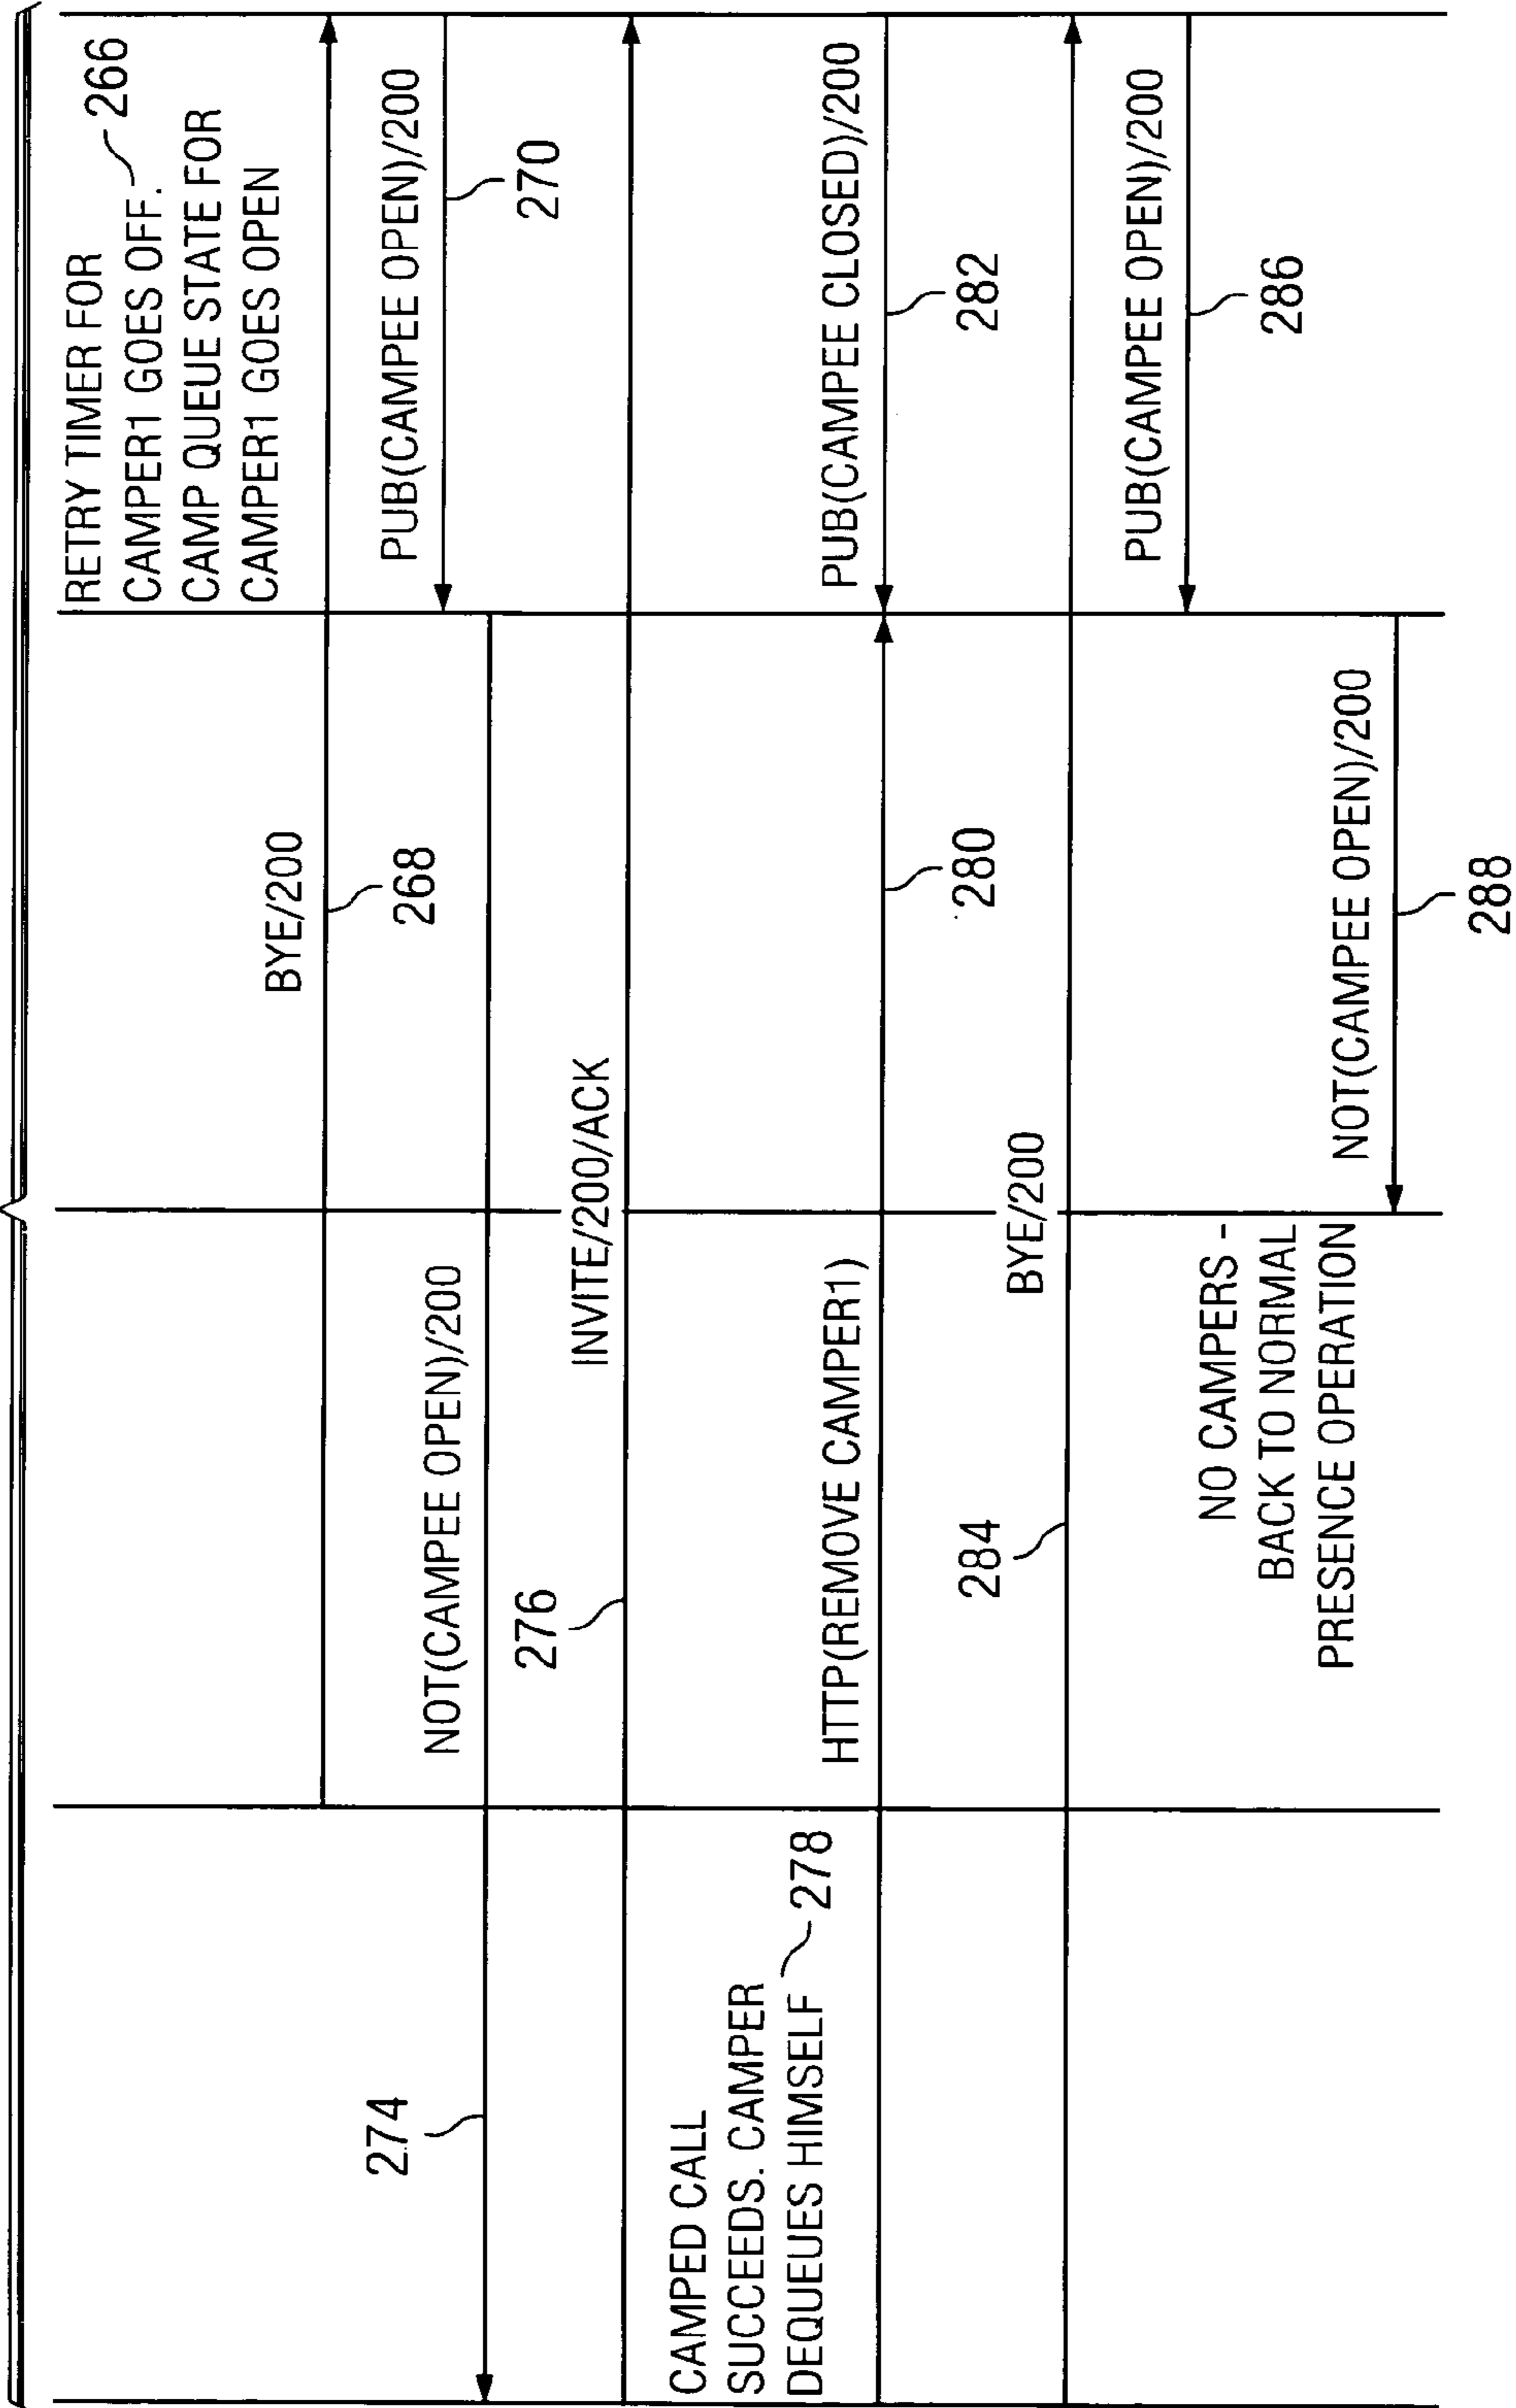 RETRY TIMER FOR
CAMPER1 GOES OFF. 266
CAMP QUEUE STATE FOR
CAMPER1 GOES OPEN
BYE/200
268
PUB(CAMPEE OPEN)/200
270
NOT(CAMPEE OPEN)/200
274
INVITE/200/ACK
276
CAMPED CALL
SUCCEEDS. CAMPER
DEQUEUES HIMSELF 278
HTTP(REMOVE CAMPER1)
280
PUB(CAMPEE CLOSED)/200
282
BYE/200
284
PUB(CAMPEE OPEN)/200
286
NO CAMPERS -
BACK TO NORMAL
PRESENCE OPERATION
NOT(CAMPEE OPEN)/200
288